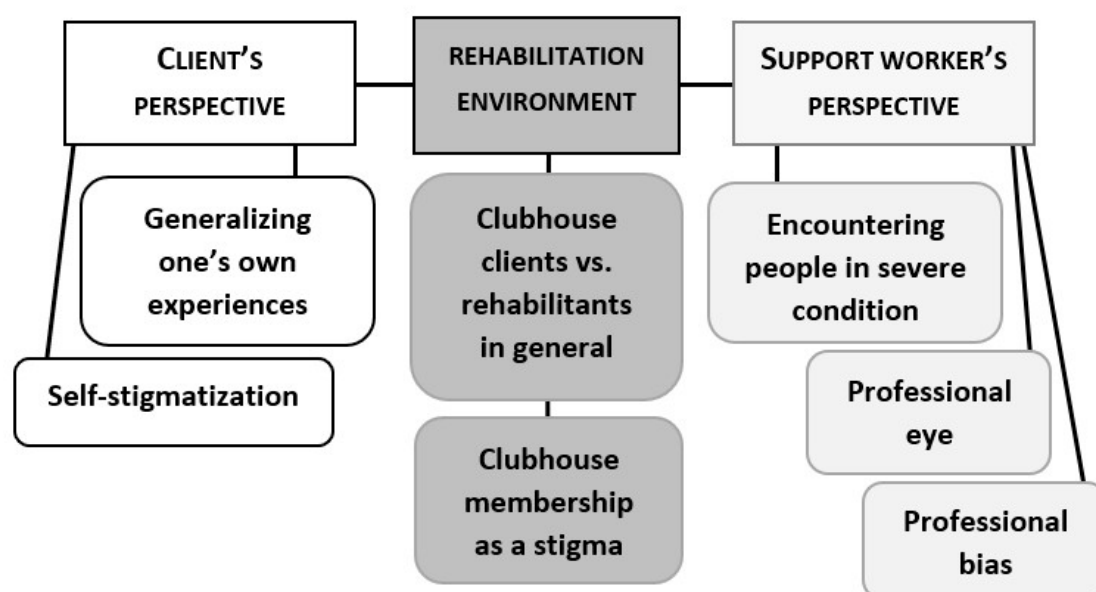 CLIENT'S
PERSPECTIVE
REHABILITATION
ENVIRONMENT
SUPPORT WORKER'S
PERSPECTIVE
Generalizing
one's own
experiences
Self-stigmatization
Clubhouse
clients vs.
rehabilitants
in general
Clubhouse
membership
as a stigma
Encountering
people in severe
condition
Professional
eye
Professional
bias